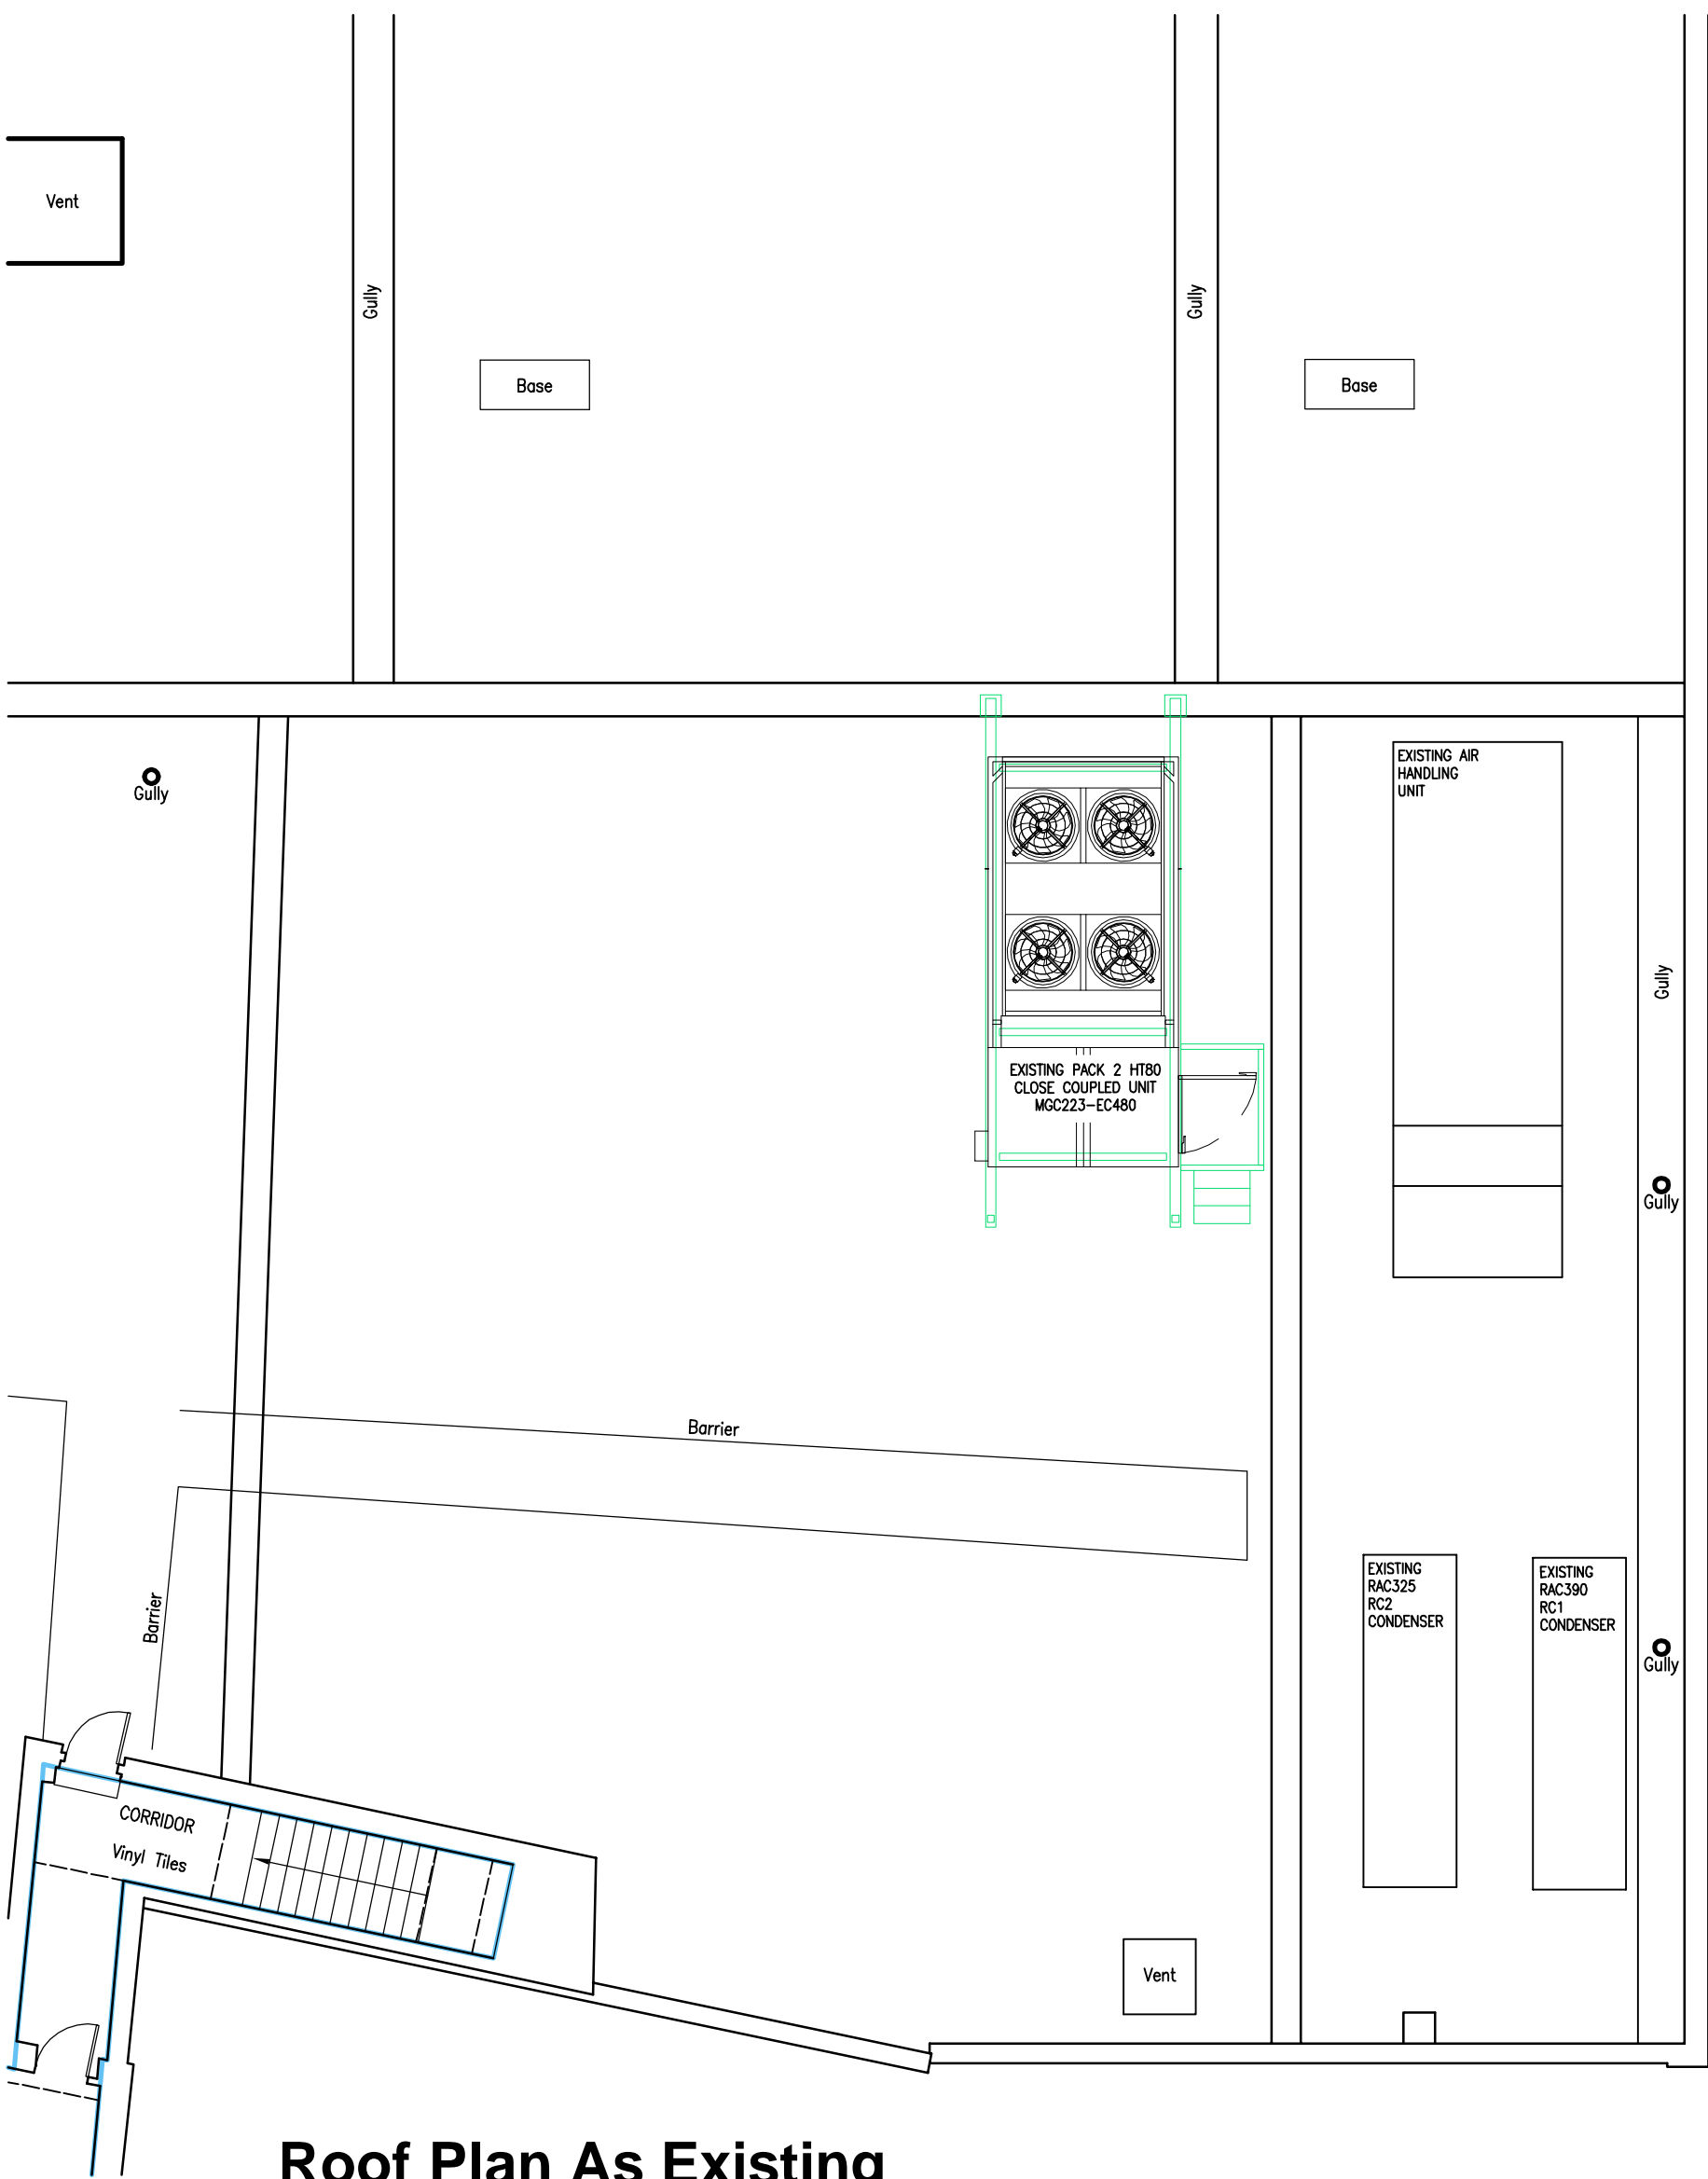 Vent
Gully
Gully
Base
Base
Gully
EXISTING AIR
HANDLING
UNIT
Gully
EXISTING PACK 2 HT80
CLOSE COUPLED UNIT
MGC223-EC480
Gully
Barrier
EXISTING
RAC325
RC2
CONDENSER
EXISTING
RAC390
RC1
CONDENSER
Barrier
Gully
CORRIDOR
Vinyl Tiles
Vent
Roof Plan As Existing